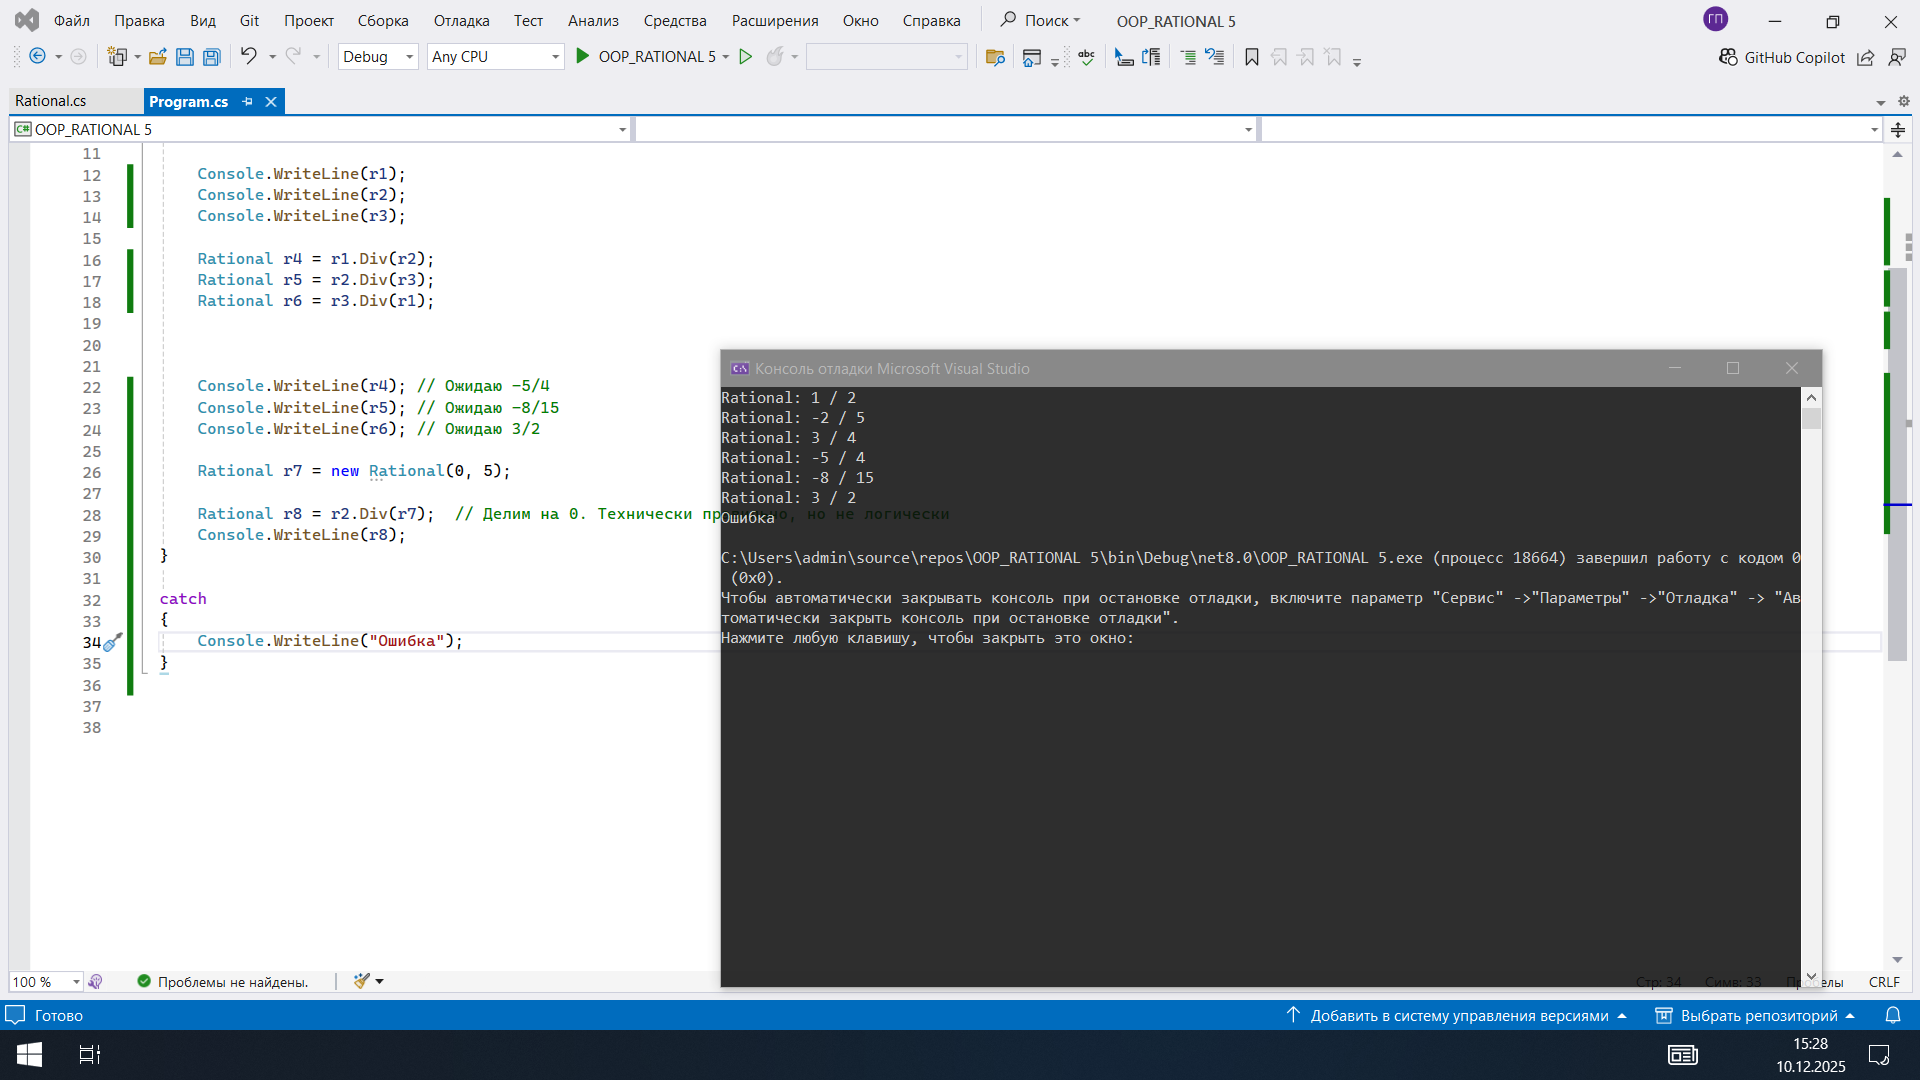 Файл Правка Вид Git Проект Сборка Отладка Тест Анализ Средства Расширения Окно Справка Поиск OOP_RATIONAL 5 ГП
Debug Any CPU OOP_RATIONAL 5 GitHub Copilot
Rational.cs Program.cs
C# OOP_RATIONAL 5
11
12 Console.WriteLine(r1);
13 Console.WriteLine(r2);
14 Console.WriteLine(r3);
15
16 Rational r4 = r1.Div(r2);
17 Rational r5 = r2.Div(r3);
18 Rational r6 = r3.Div(r1);
19
20
21
22 Console.WriteLine(r4); // Ожидаю -5/4
23 Console.WriteLine(r5); // Ожидаю -8/15
24 Console.WriteLine(r6); // Ожидаю 3/2
25
26 Rational r7 = new Rational(0, 5);
27
28 Rational r8 = r2.Div(r7); // Делим на 0. Технически пр но, но не логически
29 Console.WriteLine(r8);
30 }
31
32 catch
33 {
34 Console.WriteLine("Ошибка");
35 }
36
37
38
Консоль отладки Microsoft Visual Studio
Rational: 1 / 2
Rational: -2 / 5
Rational: 3 / 4
Rational: -5 / 4
Rational: -8 / 15
Rational: 3 / 2
Ошибка
C:\Users\admin\source\repos\OOP_RATIONAL 5\bin\Debug\net8.0\OOP_RATIONAL 5.exe (процесс 18664) завершил работу с кодом 0
(0x0).
Чтобы автоматически закрывать консоль при остановке отладки, включите параметр "Сервис" ->"Параметры" ->"Отладка" -> "Ав
томатически закрыть консоль при остановке отладки".
Нажмите любую клавишу, чтобы закрыть это окно:
100 % Проблемы не найдены. Стр: 34 Симв: 33 Пробелы CRLF
Готово Добавить в систему управления версиями Выбрать репозиторий
15:28
10.12.2025